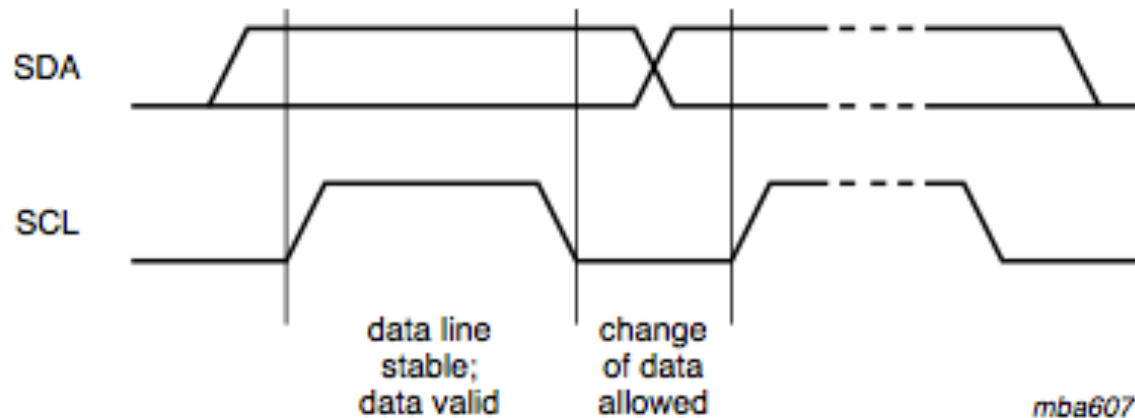 SDA
SCL
data line
stable;
data valid
change
of data
allowed
mba607